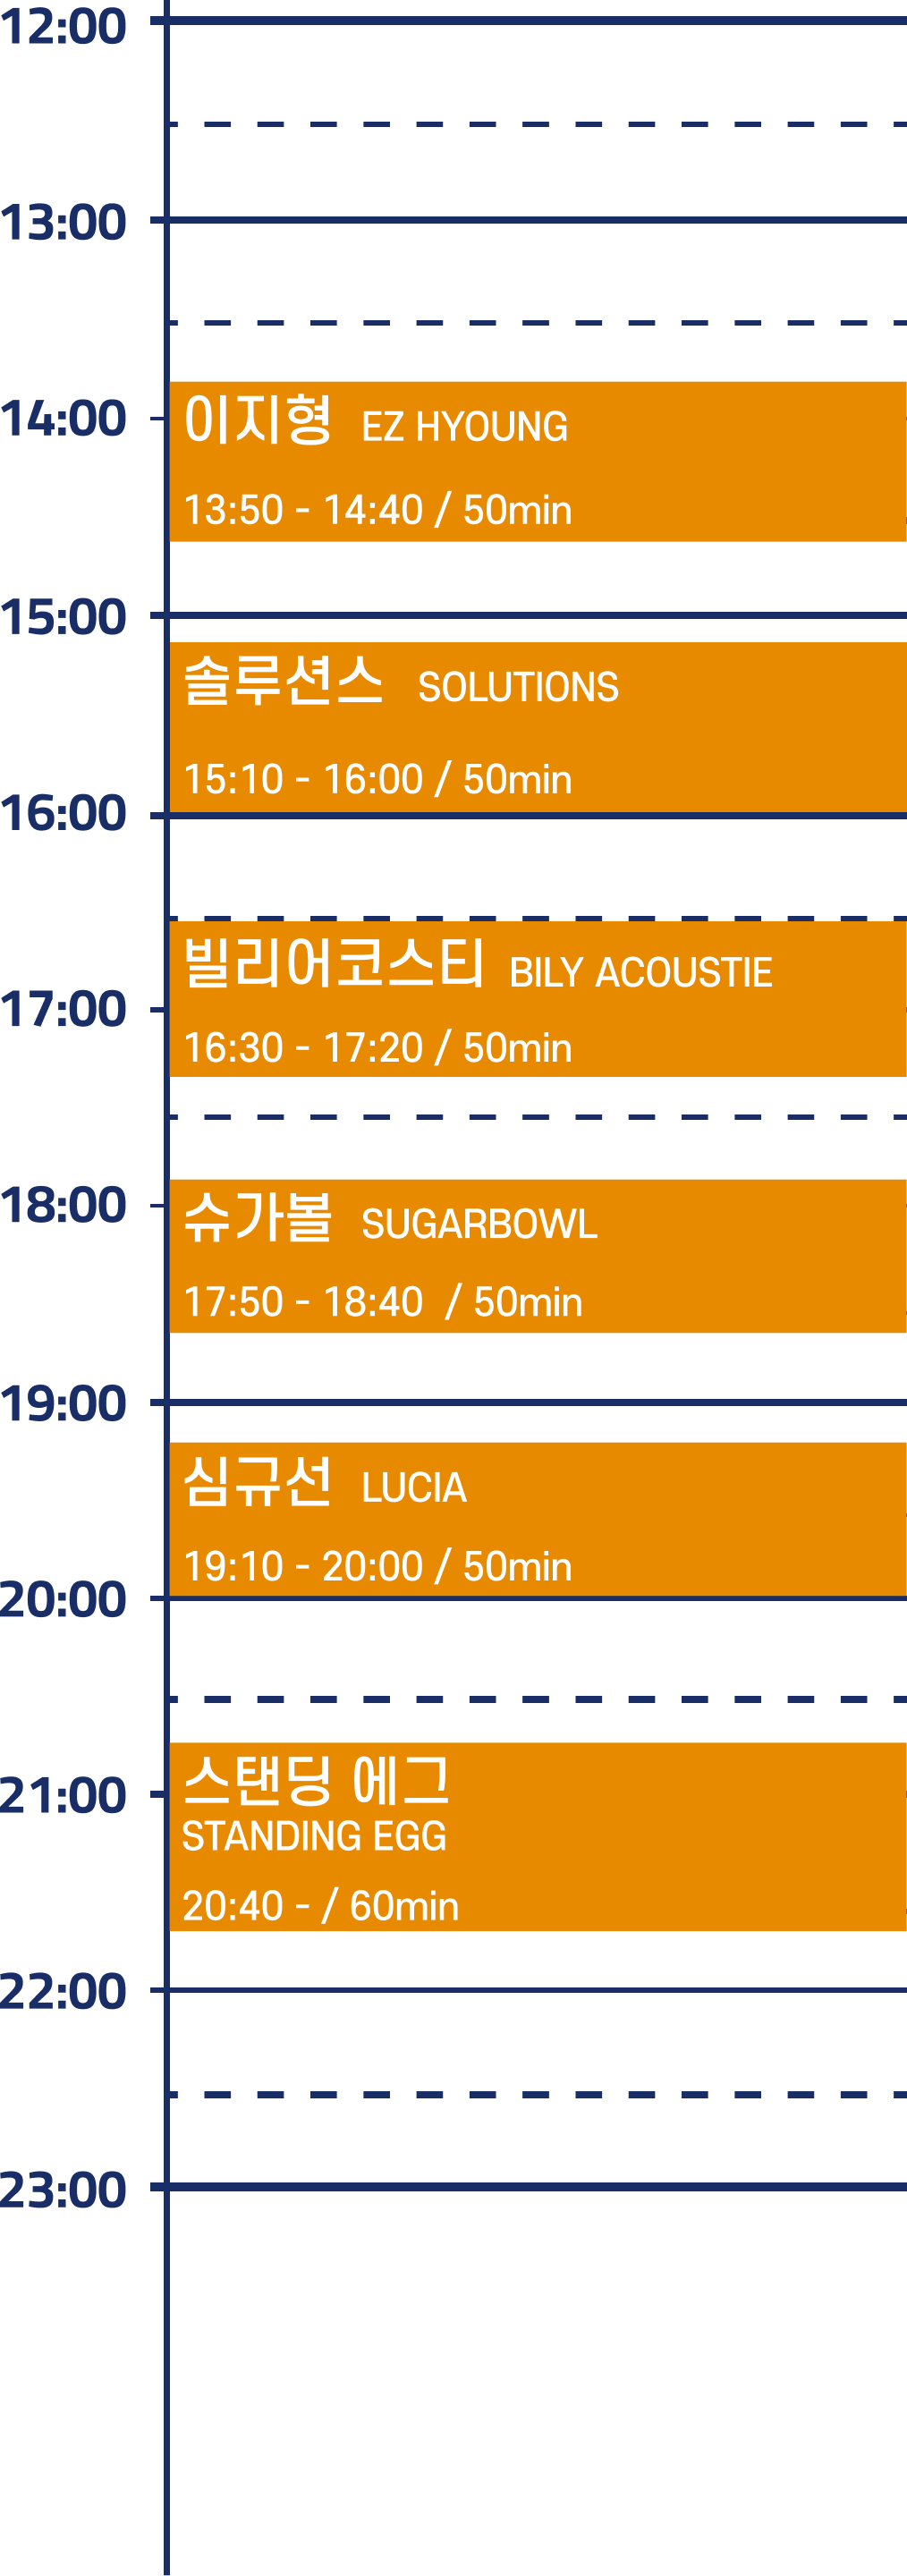 12:00
13:00
14:00
이지형 EZ HYOUNG
13:50 - 14:40 / 50min
15:00
솔루션스 SOLUTIONS
15:10 - 16:00 / 50min
16:00
빌리어코스티 BILY ACOUSTIE
17:00
16:30 - 17:20 / 50min
18:00
슈가볼 SUGARBOWL
17:50 - 18:40 / 50min
19:00
심규선 LUCIA
19:10 - 20:00 / 50min
20:00
스탠딩 에그
21:00
STANDING EGG
20:40 - / 60min
22:00
23:00